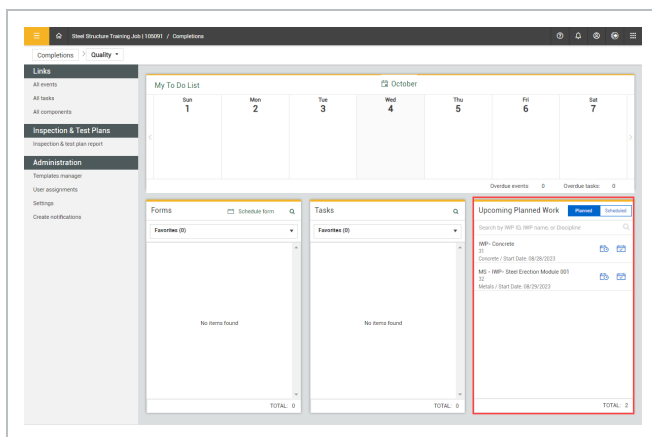 Steel Structure Training Job | 105091 / Completions
Completions > Quality
Links
All events
All tasks
All components
Inspection & Test Plans
Inspection & test plan report
Administration
Templates manager
User assignments
Settings
Create notifications
My To Do List
October
Sun Mon Tue Wed Thu Fri Sat
1 2 3 4 5 6 7
Overdue events: 0 Overdue tasks: 0
Forms
Schedule form
Favorites (0)
No items found
TOTAL: 0
Tasks
Favorites (0)
No items found
TOTAL: 0
Upcoming Planned Work
Planned Scheduled
Search by IWP ID, IWP name, or Discipline
IWP- Concrete
31
Concrete / Start Date: 08/28/2023
MS - IWP- Steel Erection Module 001
32
Metals / Start Date: 08/29/2023
TOTAL: 2